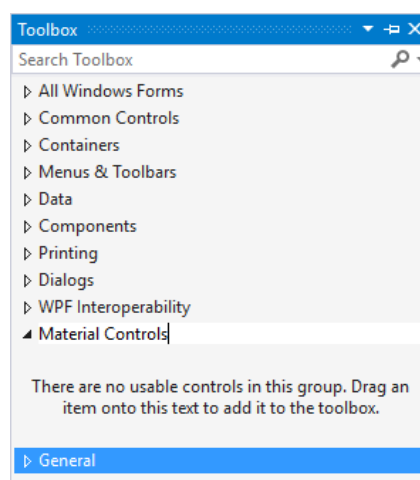 Toolbox
Search Toolbox
All Windows Forms
Common Controls
Containers
Menus & Toolbars
Data
Components
Printing
Dialogs
WPF Interoperability
Material Controls
There are no usable controls in this group. Drag an
item onto this text to add it to the toolbox.
General